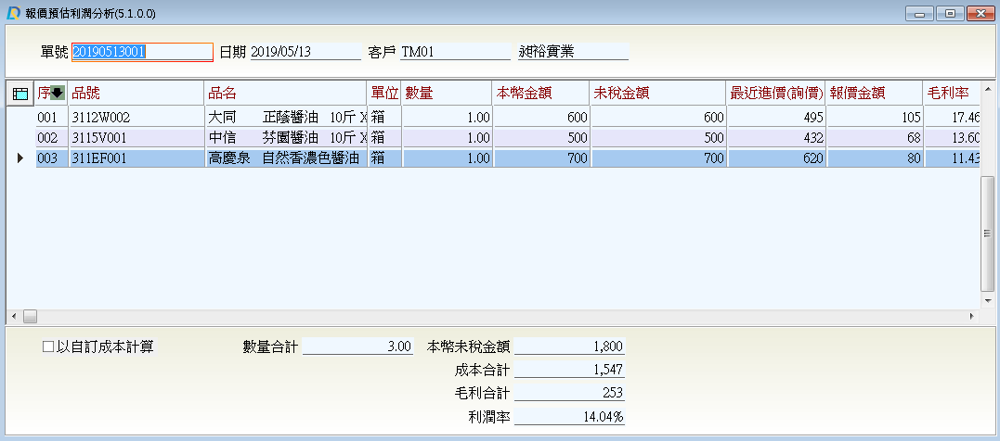 報價預估利潤分析(5.1.0.0)
單號 20190513001 日期 2019/05/13 客戶 TM01 昶裕實業
序 品號 品名 單位 數量 本幣金額 未稅金額 最近進價(詢價) 報價金額 毛利率
001 3112W002 大同 正蔭醬油 10斤 X 箱 1.00 600 600 495 105 17.46
002 3115V001 中信 芬園醬油 10斤 X 箱 1.00 500 500 432 68 13.60
003 311EF001 高慶泉 自然香濃色醬油 箱 1.00 700 700 620 80 11.43
以自訂成本計算 數量合計 3.00 本幣未稅金額 1,800
成本合計 1,547
毛利合計 253
利潤率 14.04%